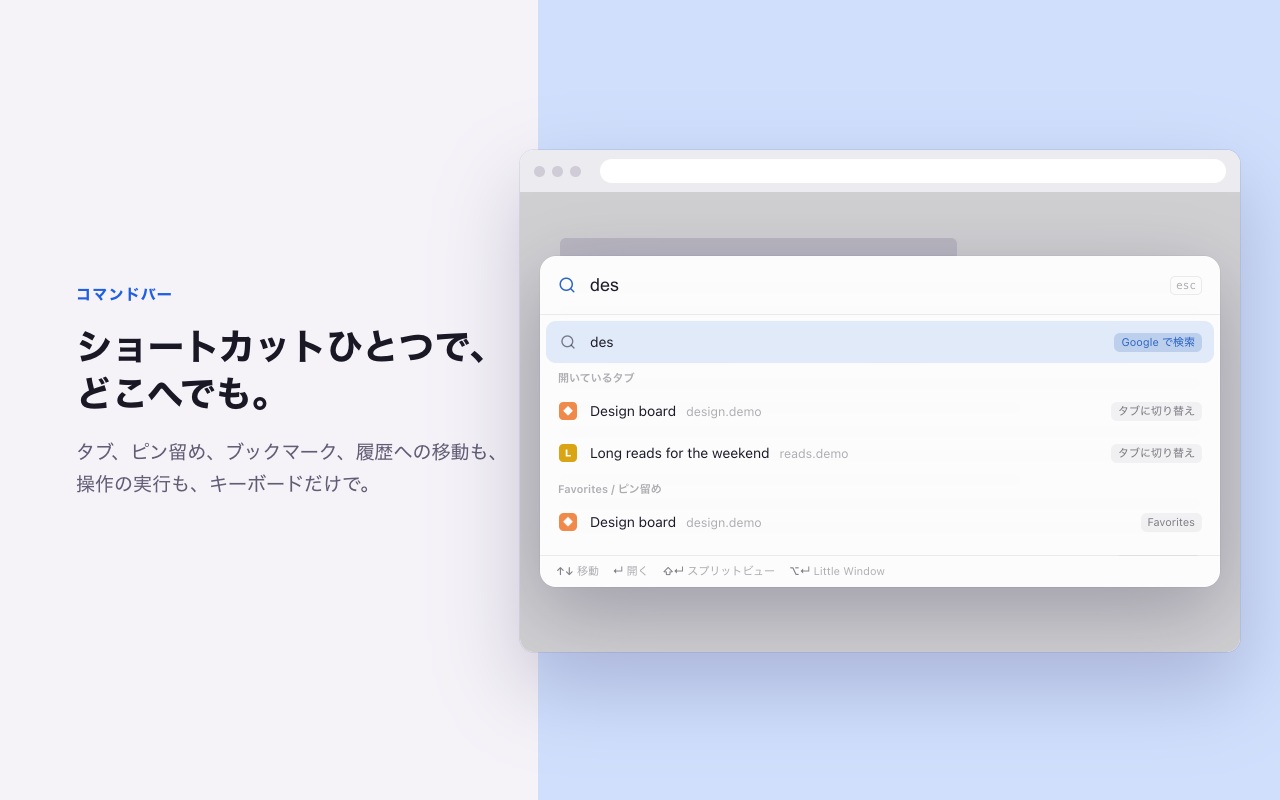 コマンドバー
ショートカットひとつで、
どこへでも。
タブ、ピン留め、ブックマーク、履歴への移動も、
操作の実行も、キーボードだけで。
des
esc
des
Google で検索
開いているタブ
Design board design.demo
タブに切り替え
L Long reads for the weekend reads.demo
タブに切り替え
Favorites / ピン留め
Design board design.demo
Favorites
↑↓ 移動 ↵ 開く ⇧↵ スプリットビュー ⌥↵ Little Window